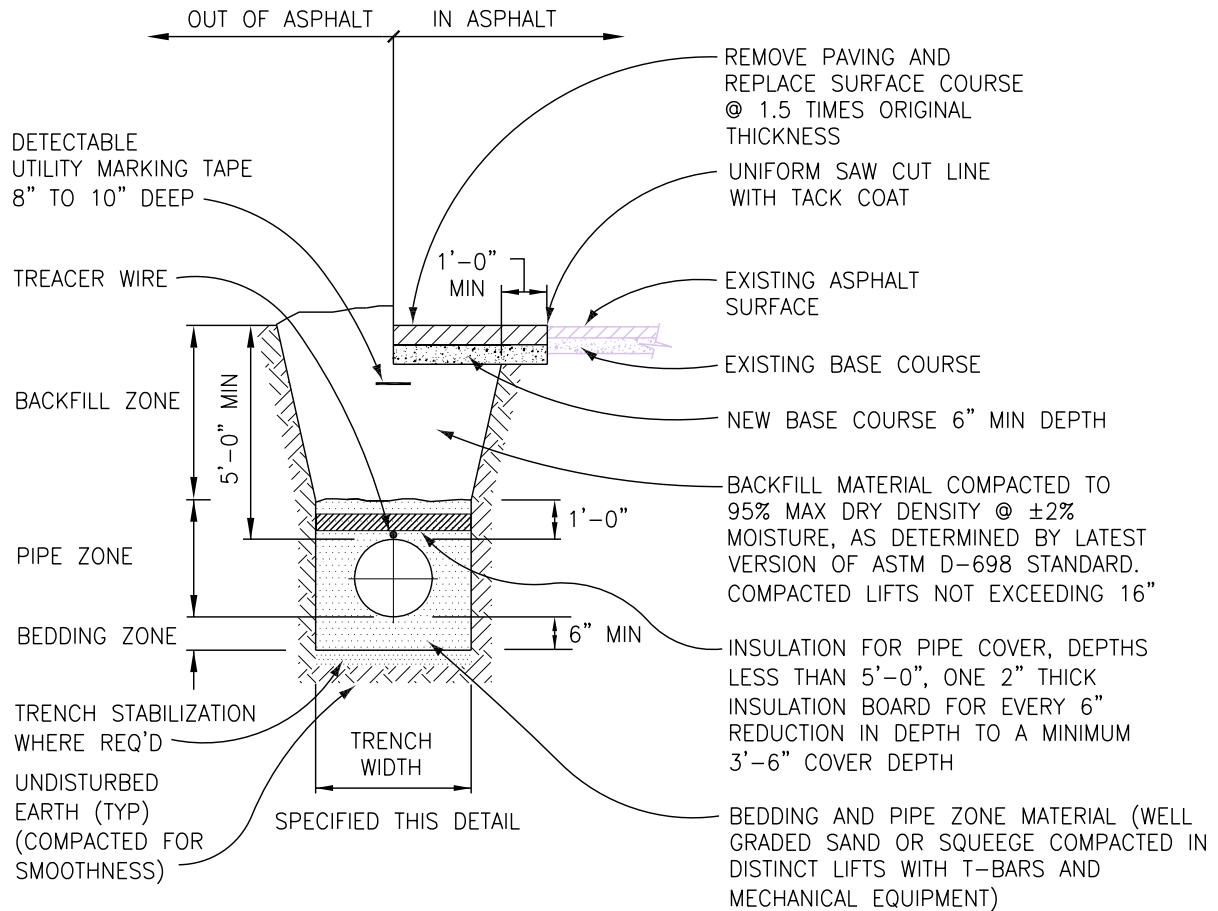 OUT OF ASPHALT
IN ASPHALT
REMOVE PAVING AND
REPLACE SURFACE COURSE
@ 1.5 TIMES ORIGINAL
THICKNESS
DETECTABLE
UTILITY MARKING TAPE
8” TO 10” DEEP
UNIFORM SAW CUT LINE
WITH TACK COAT
1’-0”
MIN
TREACER WIRE
EXISTING ASPHALT
SURFACE
EXISTING BASE COURSE
BACKFILL ZONE
5’-0” MIN
NEW BASE COURSE 6” MIN DEPTH
BACKFILL MATERIAL COMPACTED TO
95% MAX DRY DENSITY @ ±2%
MOISTURE, AS DETERMINED BY LATEST
VERSION OF ASTM D-698 STANDARD.
COMPACTED LIFTS NOT EXCEEDING 16”
1’-0”
PIPE ZONE
BEDDING ZONE
6” MIN
INSULATION FOR PIPE COVER, DEPTHS
LESS THAN 5’-0”, ONE 2” THICK
INSULATION BOARD FOR EVERY 6”
REDUCTION IN DEPTH TO A MINIMUM
3’-6” COVER DEPTH
TRENCH STABILIZATION
WHERE REQ’D
TRENCH
WIDTH
UNDISTURBED
EARTH (TYP)
(COMPACTED FOR
SMOOTHNESS)
SPECIFIED THIS DETAIL
BEDDING AND PIPE ZONE MATERIAL (WELL
GRADED SAND OR SQUEEGE COMPACTED IN
DISTINCT LIFTS WITH T-BARS AND
MECHANICAL EQUIPMENT)